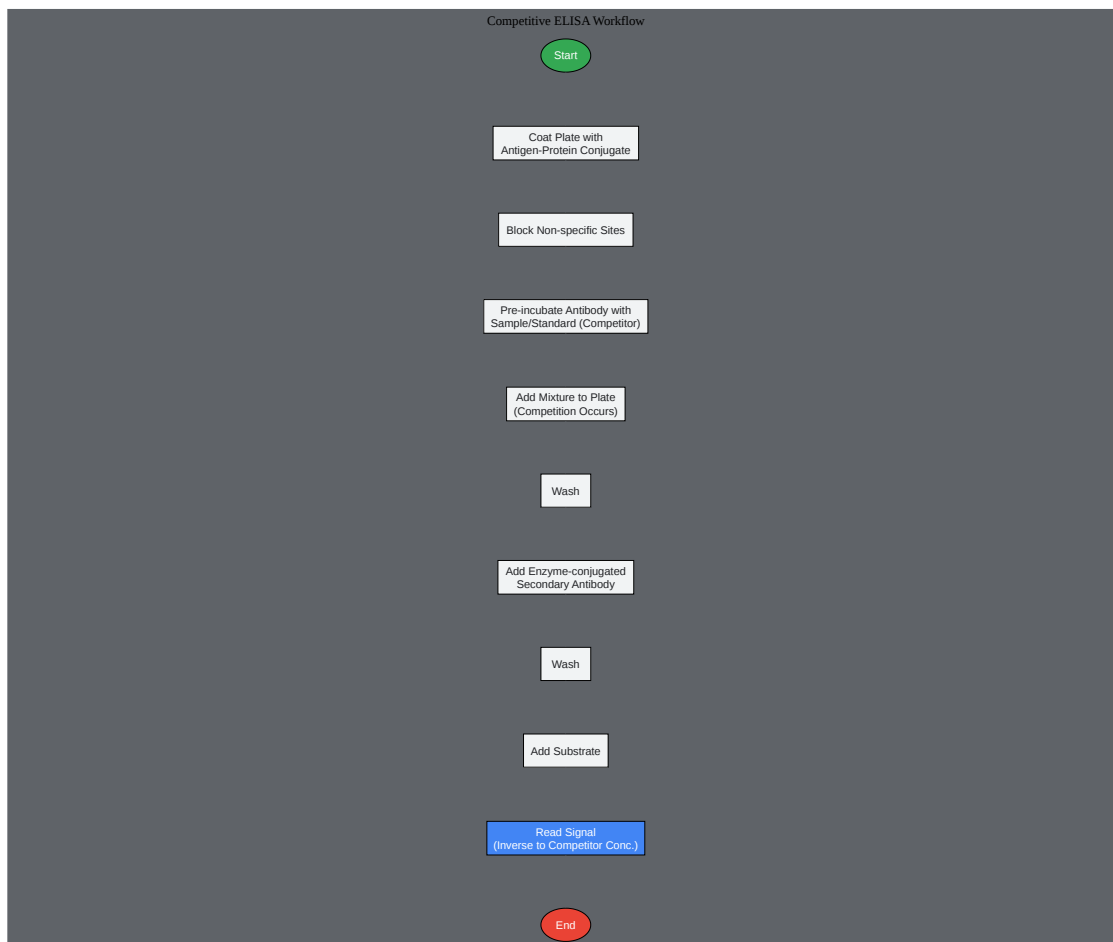 Competitive ELISA Workflow
Start
Coat Plate with
Antigen-Protein Conjugate
Block Non-specific Sites
Pre-incubate Antibody with
Sample/Standard (Competitor)
Add Mixture to Plate
(Competition Occurs)
Wash
Add Enzyme-conjugated
Secondary Antibody
Wash
Add Substrate
Read Signal
(Inverse to Competitor Conc.)
End